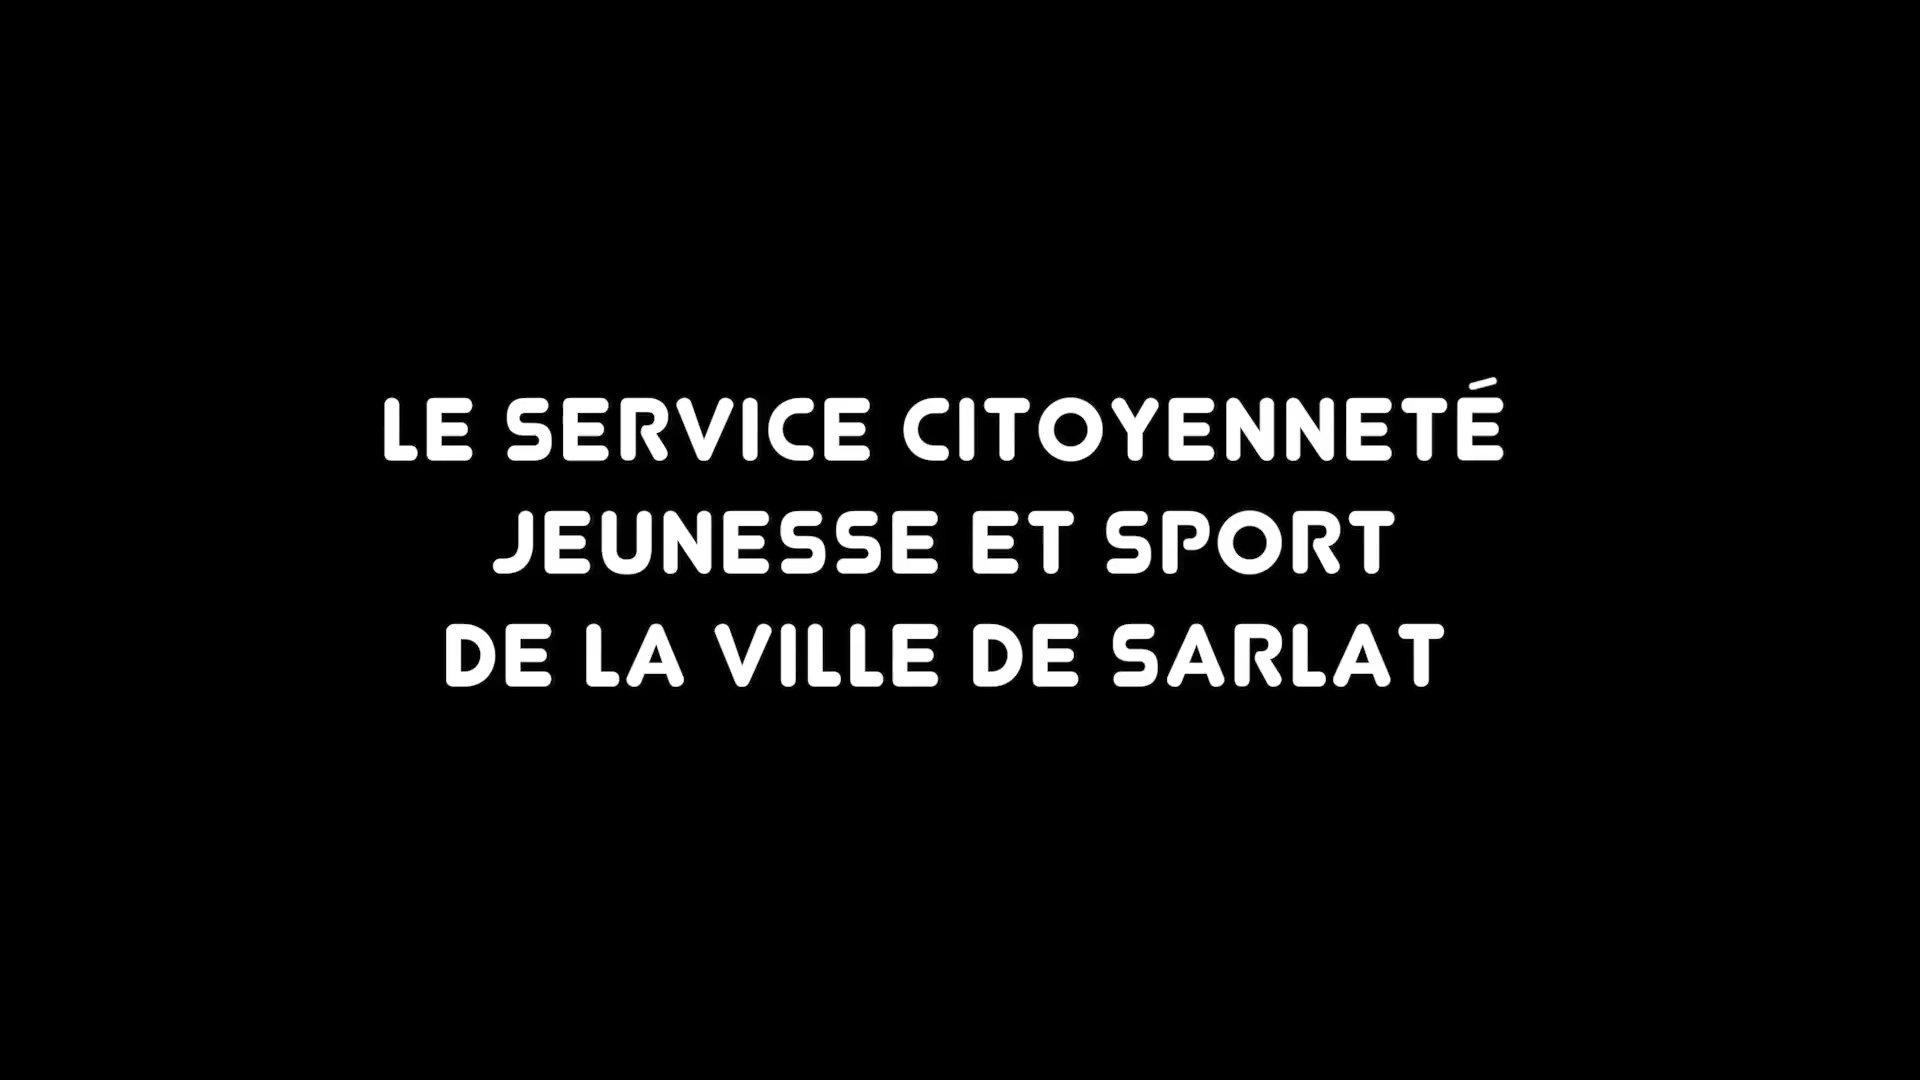 LE SERVICE CITOYENNETÉ
JEUNESSE ET SPORT
DE LA VILLE DE SARLAT